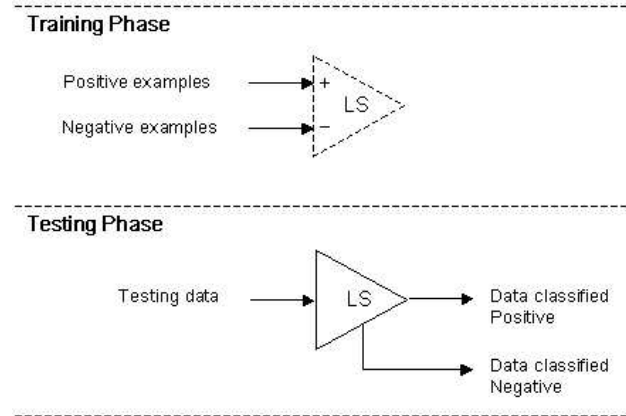 Training Phase
Positive examples
+
LS
Negative examples
−
Testing Phase
Testing data
LS
Data classified
Positive
Data classified
Negative